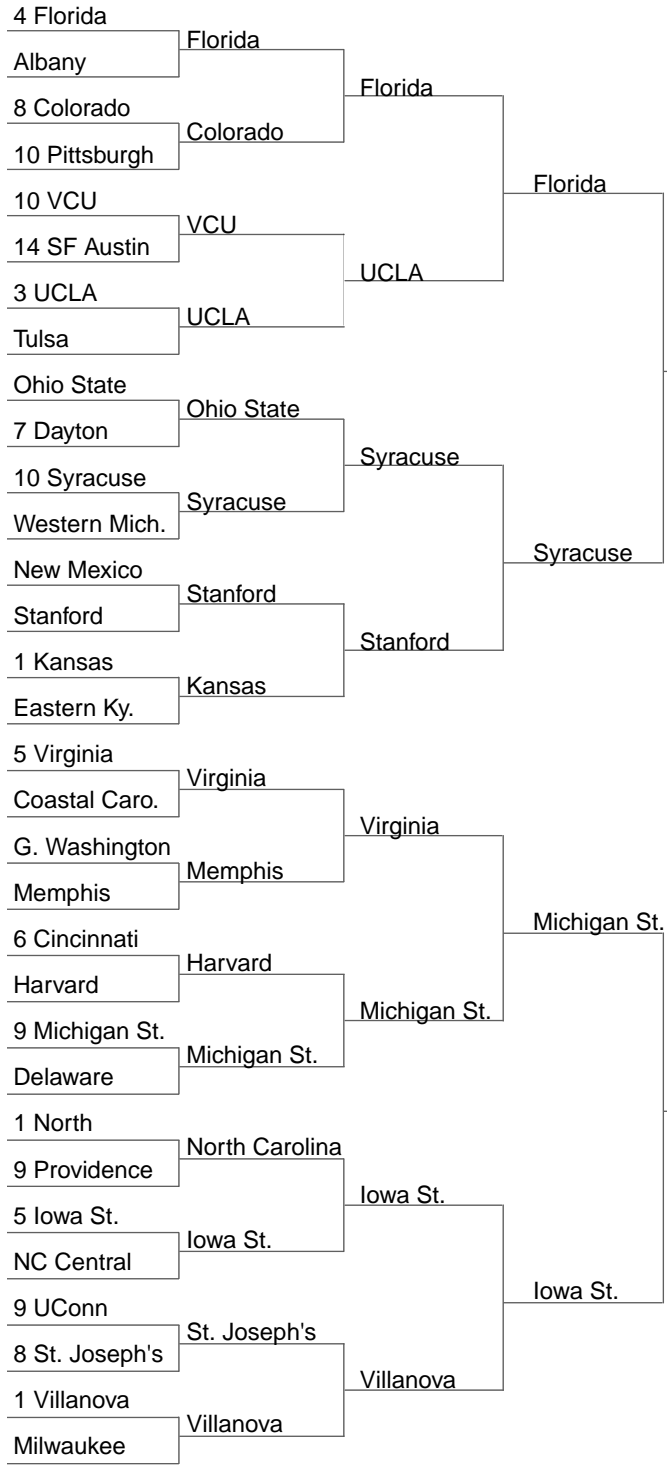 4 Florida
Albany
8 Colorado
10 Pittsburgh
10 VCU
14 SF Austin
3 UCLA
Tulsa
Ohio State
7 Dayton
10 Syracuse
Western Mich.
New Mexico
Stanford
1 Kansas
Eastern Ky.
5 Virginia
Coastal Caro.
G. Washington
Memphis
6 Cincinnati
Harvard
9 Michigan St.
Delaware
1 North
9 Providence
5 Iowa St.
NC Central
9 UConn
8 St. Joseph's
1 Villanova
Milwaukee
Florida
Colorado
VCU
UCLA
Ohio State
Syracuse
Stanford
Kansas
Virginia
Memphis
Harvard
Michigan St.
North Carolina
Iowa St.
St. Joseph's
Villanova
Florida
UCLA
Syracuse
Stanford
Virginia
Michigan St.
Iowa St.
Villanova
Florida
Syracuse
Michigan St.
Iowa St.